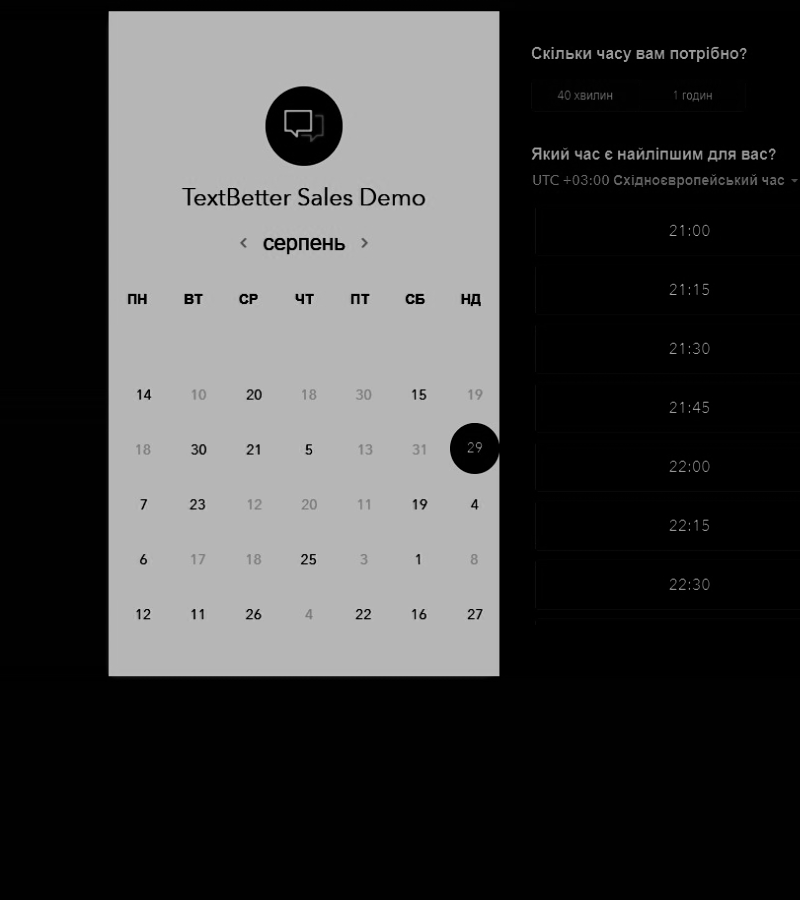 TextBetter Sales Demo
серпень
ПН ВТ СР ЧТ ПТ СБ НД
14 10 20 18 30 15 19
18 30 21 5 13 31 29
7 23 12 20 11 19 4
6 17 18 25 3 1 8
12 11 26 4 22 16 27
Скільки часу вам потрібно?
40 хвилин 1 годин
Який час є найліпшим для вас?
UTC +03:00 Східноєвропейський час
21:00
21:15
21:30
21:45
22:00
22:15
22:30